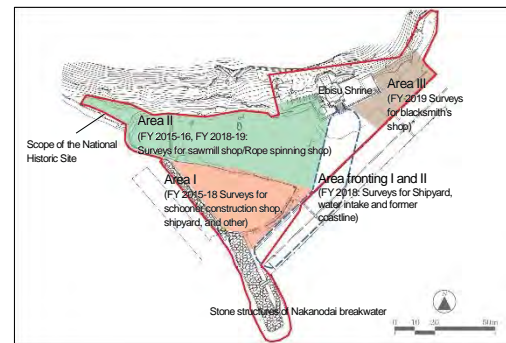 Ebisu Shrine
Area III
(FY 2019 Surveys
for blacksmith's
shop)
Area II
(FY 2015-16, FY 2018-19:
Surveys for sawmill shop/Rope spinning shop)
Scope of the National
Historic Site
Area I
(FY 2015-18 Surveys for
schooner construction shop,
shipyard, and other)
Area fronting I and II
(FY 2018: Surveys for Shipyard,
water intake and former
coastline)
Stone structures of Nakanodai breakwater
N
0 10 20 50m